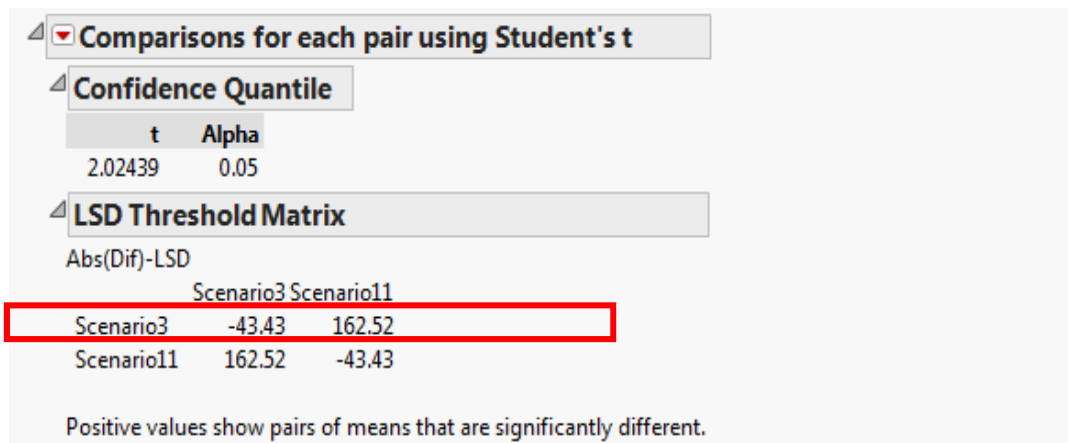 Comparisons for each pair using Student's t
Confidence Quantile
t Alpha
2.02439 0.05
LSD Threshold Matrix
Abs(Dif)-LSD
Scenario3 Scenario11
Scenario3 -43.43 162.52
Scenario11 162.52 -43.43
Positive values show pairs of means that are significantly different.